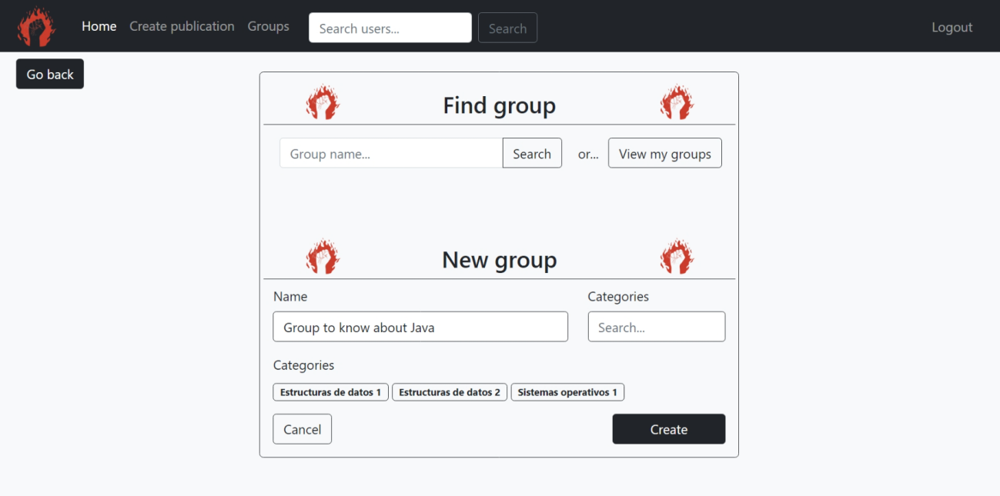 Home Create publication Groups Search users... Search Logout
Go back
Find group
Group name... Search or... View my groups
New group
Name Categories
Group to know about Java Search...
Categories
Estructuras de datos 1 Estructuras de datos 2 Sistemas operativos 1
Cancel Create